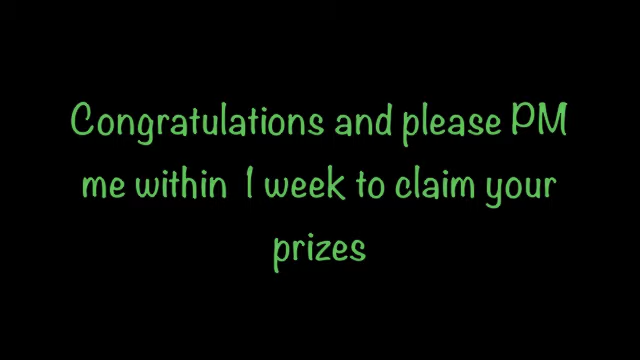 Congratulations and please PM
me within 1 week to claim your
prizes